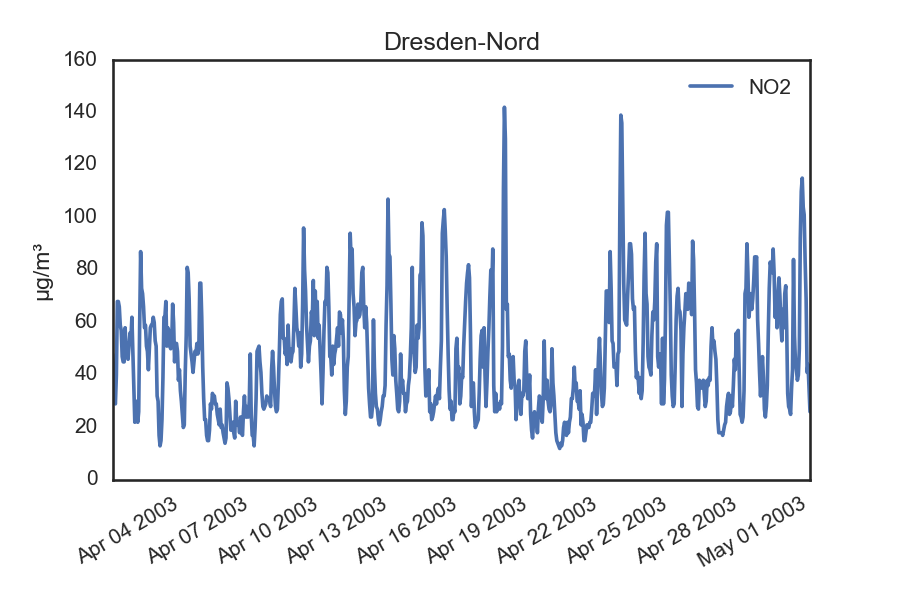 Dresden-Nord
160
140
120
100
80
60
40
20
0
µg/m³
NO2
Apr 04 2003
Apr 07 2003
Apr 10 2003
Apr 13 2003
Apr 16 2003
Apr 19 2003
Apr 22 2003
Apr 25 2003
Apr 28 2003
May 01 2003